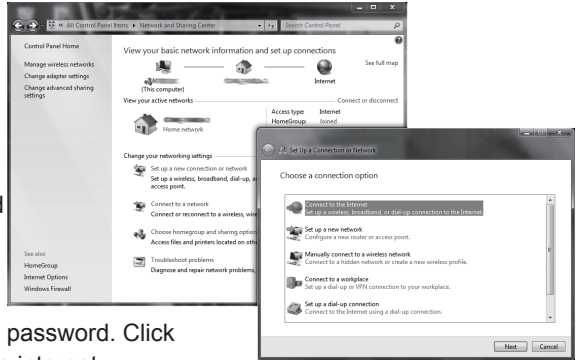 All Control Panel Items ▸ Network and Sharing Center
Search Control Panel
Control Panel Home
Manage wireless networks
Change adapter settings
Change advanced sharing
settings
See also
HomeGroup
Internet Options
Windows Firewall
View your basic network information and set up connections
See full map
(This computer)
Internet
View your active networks
Connect or disconnect
Home network
Access type: Internet
HomeGroup: Joined
Change your networking settings
Set up a new connection or network
Set up a wireless, broadband, dial-up, a
access point.
Connect to a network
Connect or reconnect to a wireless, wire
Choose homegroup and sharing option
Access files and printers located on othe
Troubleshoot problems
Diagnose and repair network problems,
Set Up a Connection or Network
Choose a connection option
Connect to the Internet
Set up a wireless, broadband, or dial-up connection to the Internet.
Set up a new network
Configure a new router or access point.
Manually connect to a wireless network
Connect to a hidden network or create a new wireless profile.
Connect to a workplace
Set up a dial-up or VPN connection to your workplace.
Set up a dial-up connection
Connect to the Internet using a dial-up connection.
Next Cancel
password. Click